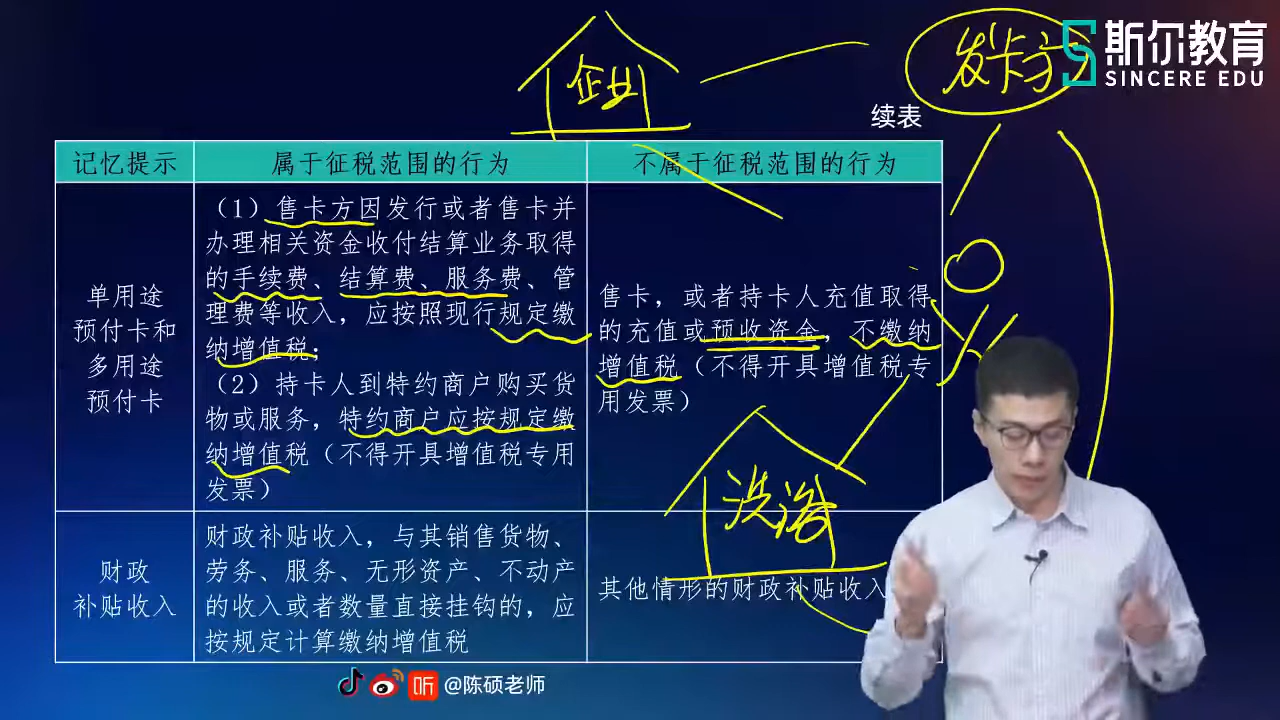 斯尔教育
SINCERE EDU
企业
发卡方
续表
记忆提示
属于征税范围的行为
不属于征税范围的行为
单用途
预付卡和
多用途
预付卡
（1）售卡方因发行或者售卡并
办理相关资金收付结算业务取得
的手续费、结算费、服务费、管
理费等收入，应按照现行规定缴
纳增值税；
（2）持卡人到特约商户购买货
物或服务，特约商户应按规定缴
纳增值税（不得开具增值税专用
发票）
售卡，或者持卡人充值取得
的充值或预收资金，不缴纳
增值税（不得开具增值税专
用发票）
洗浴
财政
补贴收入
财政补贴收入，与其销售货物、
劳务、服务、无形资产、不动产
的收入或者数量直接挂钩的，应
按规定计算缴纳增值税
其他情形的财政补贴收入
听 @陈硕老师